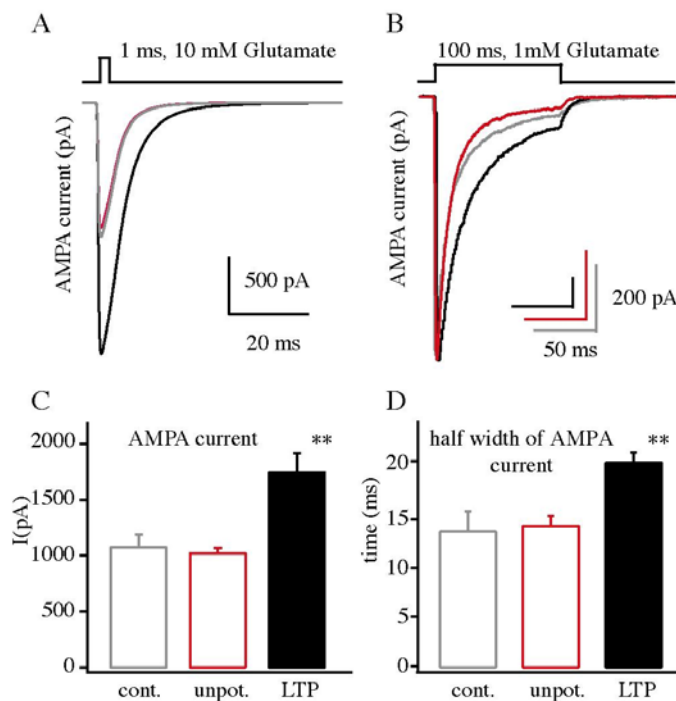 A
1 ms, 10 mM Glutamate
AMPA current (pA)
500 pA
20 ms
B
100 ms, 1mM Glutamate
AMPA current (pA)
200 pA
50 ms
C
AMPA current
**
I(pA)
2000
1500
1000
500
0
cont.
unpot.
LTP
D
half width of AMPA
current
**
time (ms)
20
15
10
5
0
cont.
unpot.
LTP